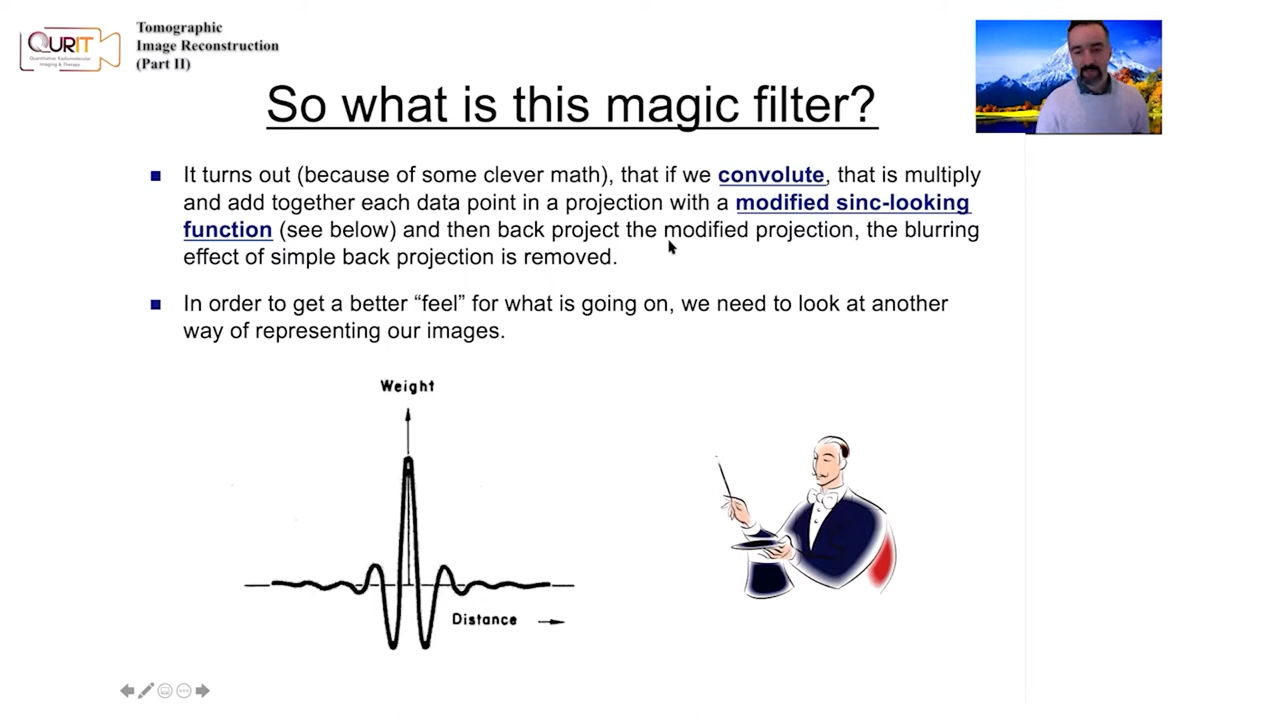 QURIT
Quantitative Radiomolecular
Imaging & Therapy
Tomographic
Image Reconstruction
(Part II)
So what is this magic filter?
It turns out (because of some clever math), that if we convolute, that is multiply
and add together each data point in a projection with a modified sinc-looking
function (see below) and then back project the modified projection, the blurring
effect of simple back projection is removed.
In order to get a better “feel” for what is going on, we need to look at another
way of representing our images.
Weight
Distance